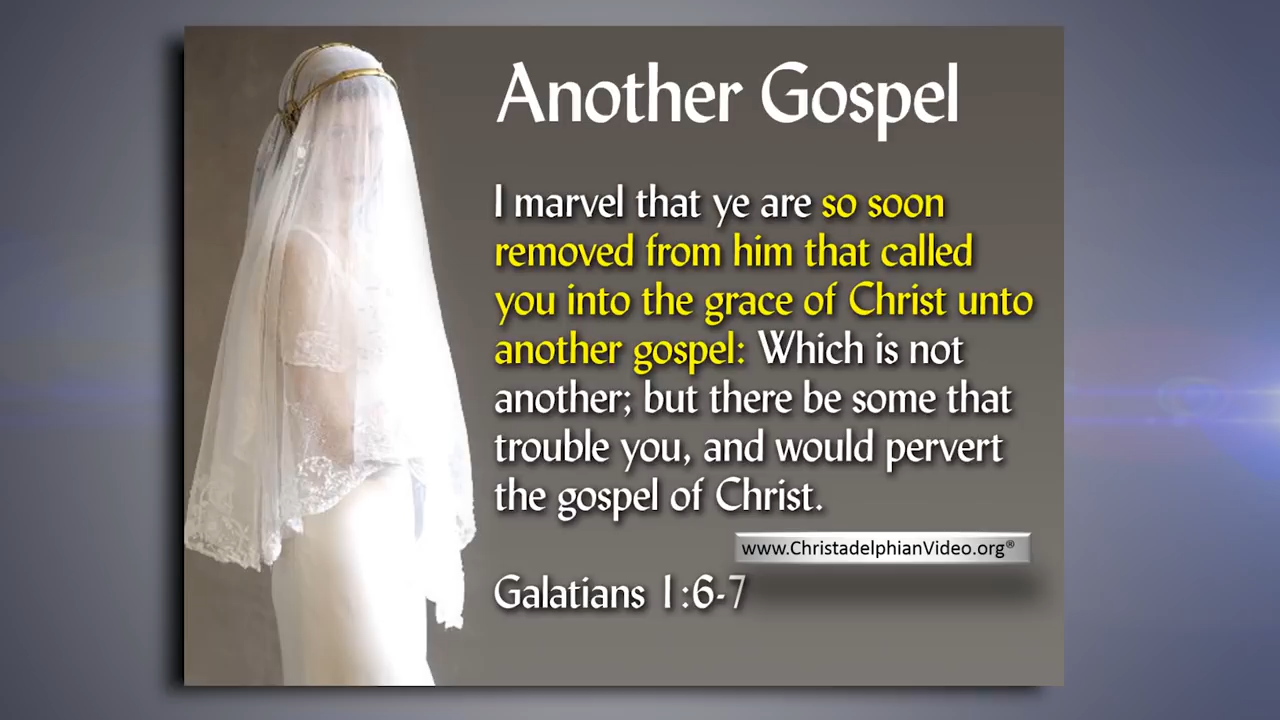 Another Gospel
I marvel that ye are so soon
removed from him that called
you into the grace of Christ unto
another gospel: Which is not
another; but there be some that
trouble you, and would pervert
the gospel of Christ.
www.ChristadelphianVideo.org®
Galatians 1:6-7